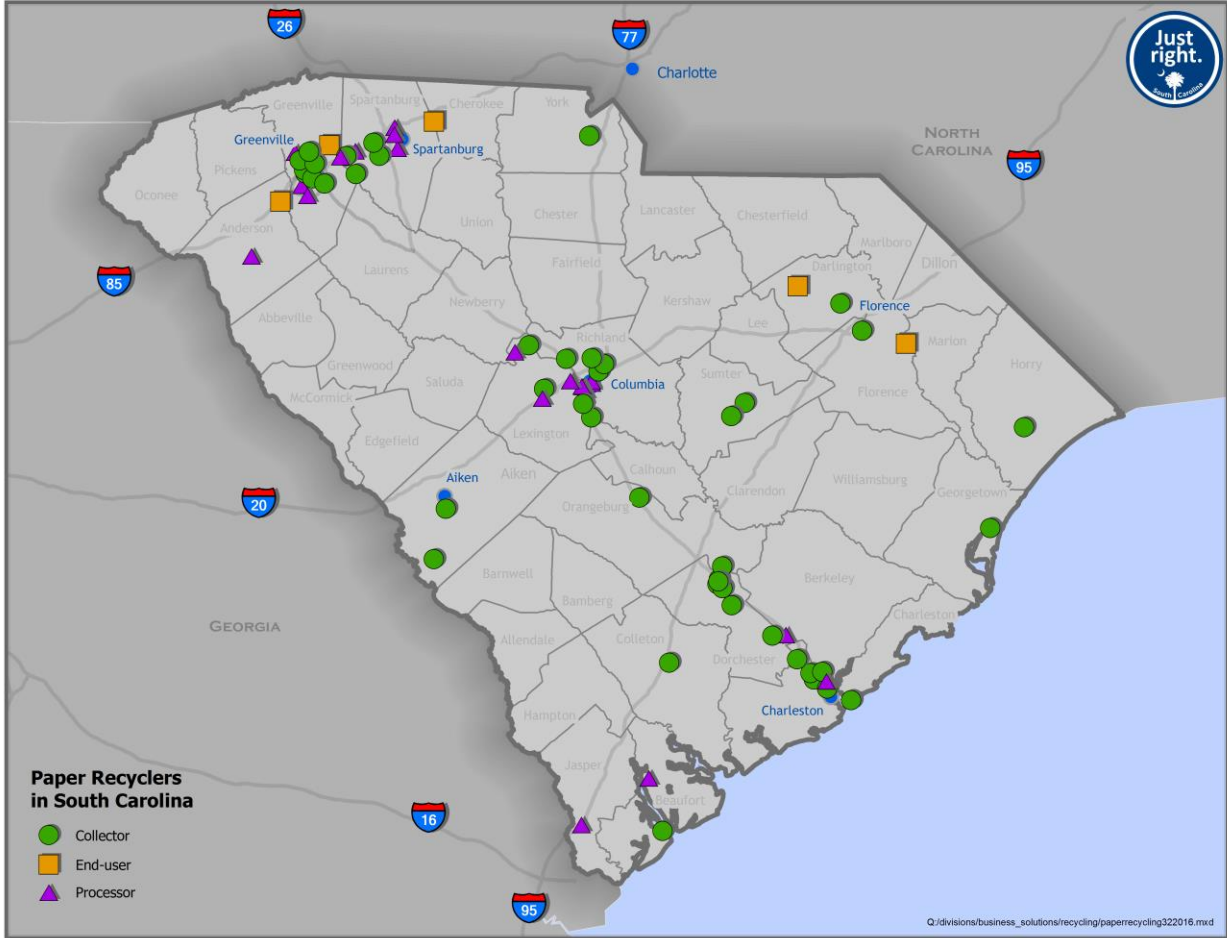 26
77
Just
right.
South Carolina
Charlotte
Greenville
Spartanburg
Cherokee
York
NORTH
CAROLINA
95
Greenville
Spartanburg
Pickens
Oconee
Union
Chester
Lancaster
Chesterfield
Anderson
Marlboro
Dillon
Darlington
Laurens
Fairfield
85
Newberry
Kershaw
Florence
Abbeville
Lee
Richland
Marion
Greenwood
Horry
Saluda
Columbia
Sumter
McCormick
Florence
Lexington
Edgefield
Aiken
Aiken
Calhoun
Williamsburg
Clarendon
Georgetown
20
Orangeburg
Barnwell
Berkeley
Bamberg
Charleston
GEORGIA
Allendale
Colleton
Dorchester
Charleston
Hampton
Jasper
Beaufort
Paper Recyclers
in South Carolina
Collector
End-user
Processor
16
95
Q:/divisions/business_solutions/recycling/paperrecycling322016.mxd